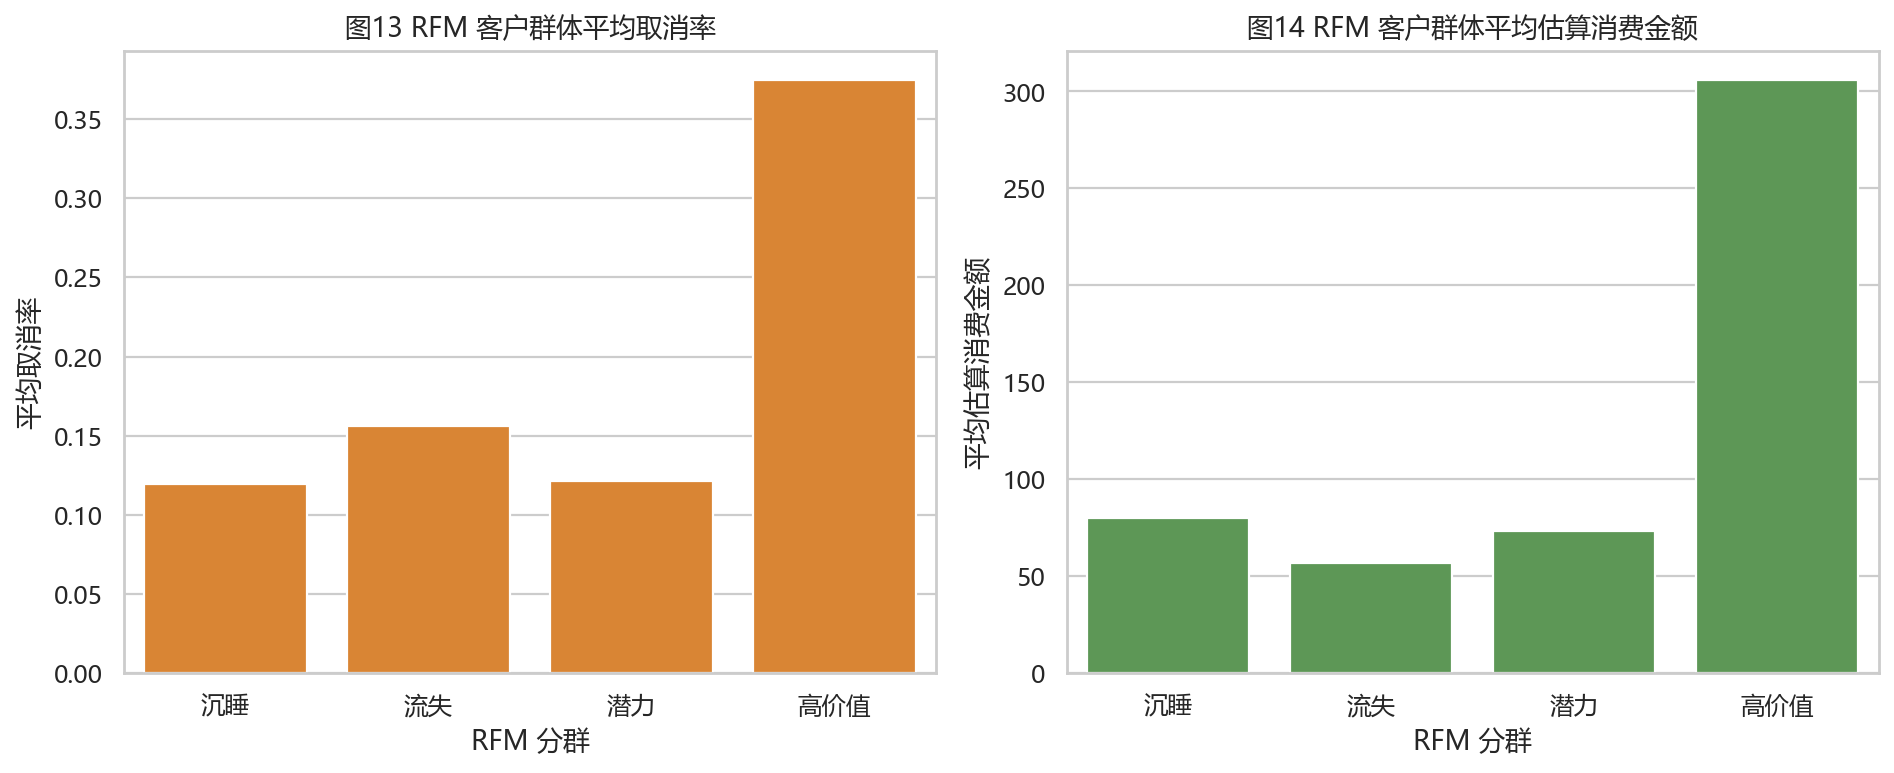 图13 RFM 客户群体平均取消率
平均取消率
0.35
0.30
0.25
0.20
0.15
0.10
0.05
0.00
沉睡
流失
潜力
高价值
RFM 分群
图14 RFM 客户群体平均估算消费金额
平均估算消费金额
300
250
200
150
100
50
0
沉睡
流失
潜力
高价值
RFM 分群